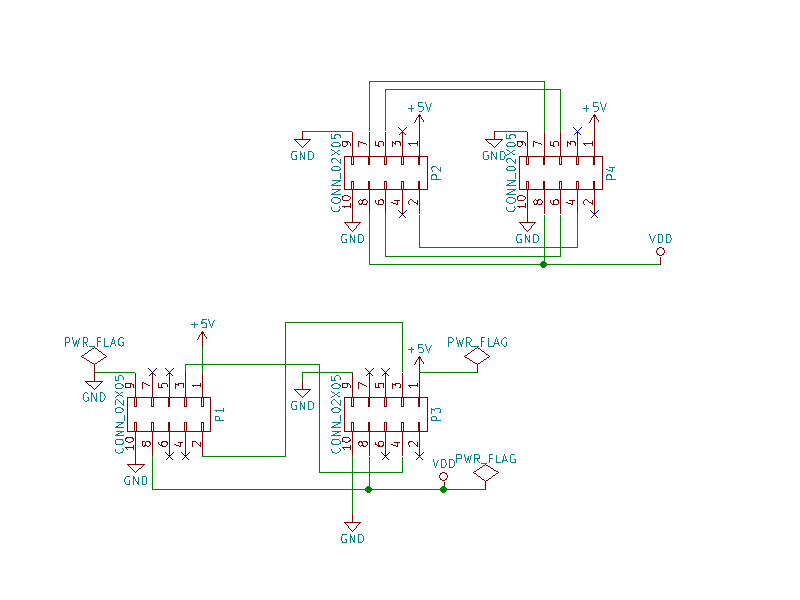 +5V
+5V
9
7
5
3
1
9
7
5
3
1
GND
GND
CONN_02X05
P2
CONN_02X05
P4
10
8
6
4
2
10
8
6
4
2
GND
GND
VDD
+5V
PWR_FLAG
PWR_FLAG
+5V
9
7
5
3
1
9
7
5
3
1
GND
GND
CONN_02X05
P1
CONN_02X05
P3
10
8
6
4
2
10
8
6
4
2
VDD
PWR_FLAG
GND
GND